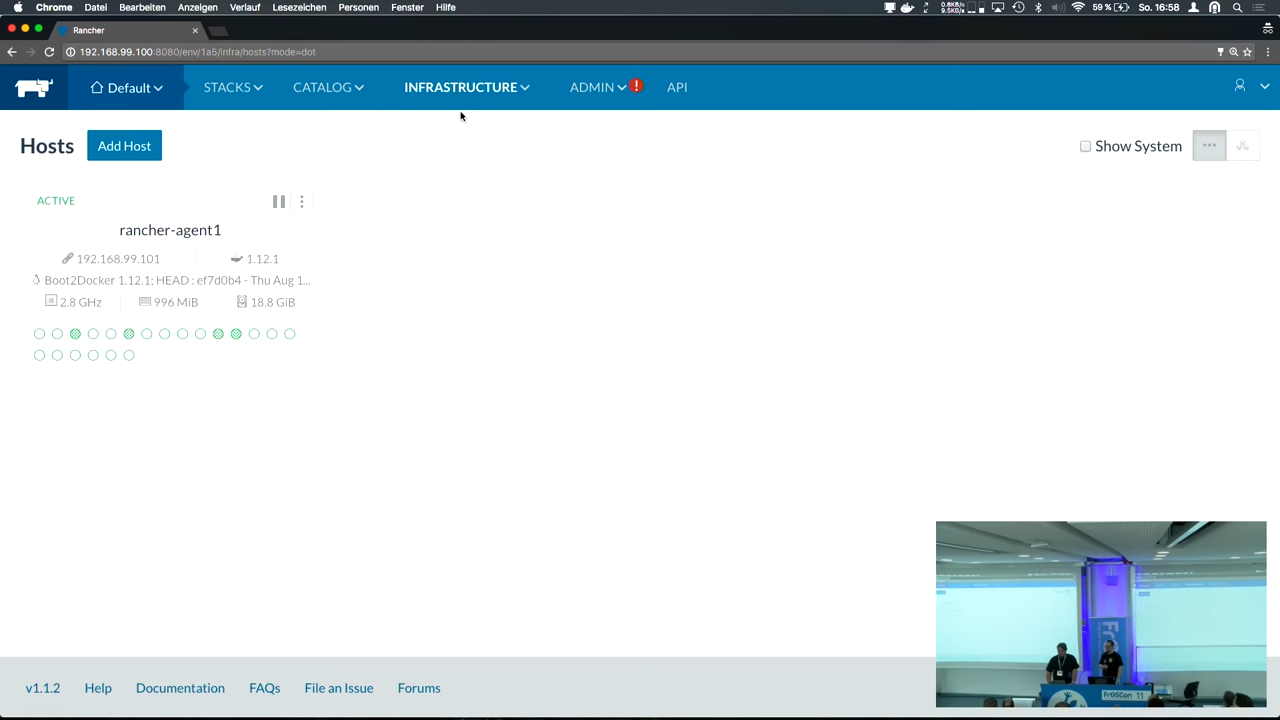 Chrome Datei Bearbeiten Anzeigen Verlauf Lesezeichen Personen Fenster Hilfe 59 % So. 16:58
Rancher
192.168.99.100:8080/env/1a5/infra/hosts?mode=dot
Default STACKS CATALOG INFRASTRUCTURE ADMIN ! API
Hosts Add Host Show System
ACTIVE
rancher-agent1
192.168.99.101 1.12.1
Boot2Docker 1.12.1; HEAD : ef7d0b4 - Thu Aug 1...
2.8 GHz 996 MiB 18.8 GiB
FrOSCon 11
v1.1.2 Help Documentation FAQs File an Issue Forums